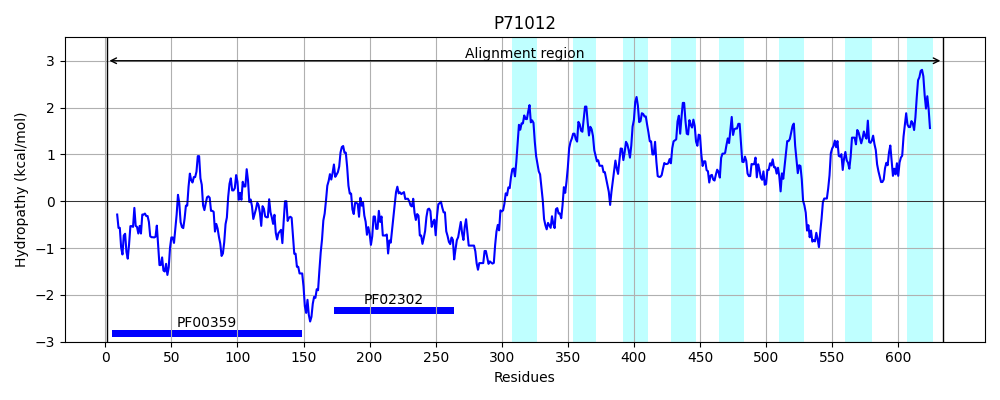 P71012
Alignment region
Hydropathy (kcal/mol)
3
2
1
0
−1
−2
−3
PF02302
PF00359
0 50 100 150 200 250 300 350 400 450 500 550 600
Residues